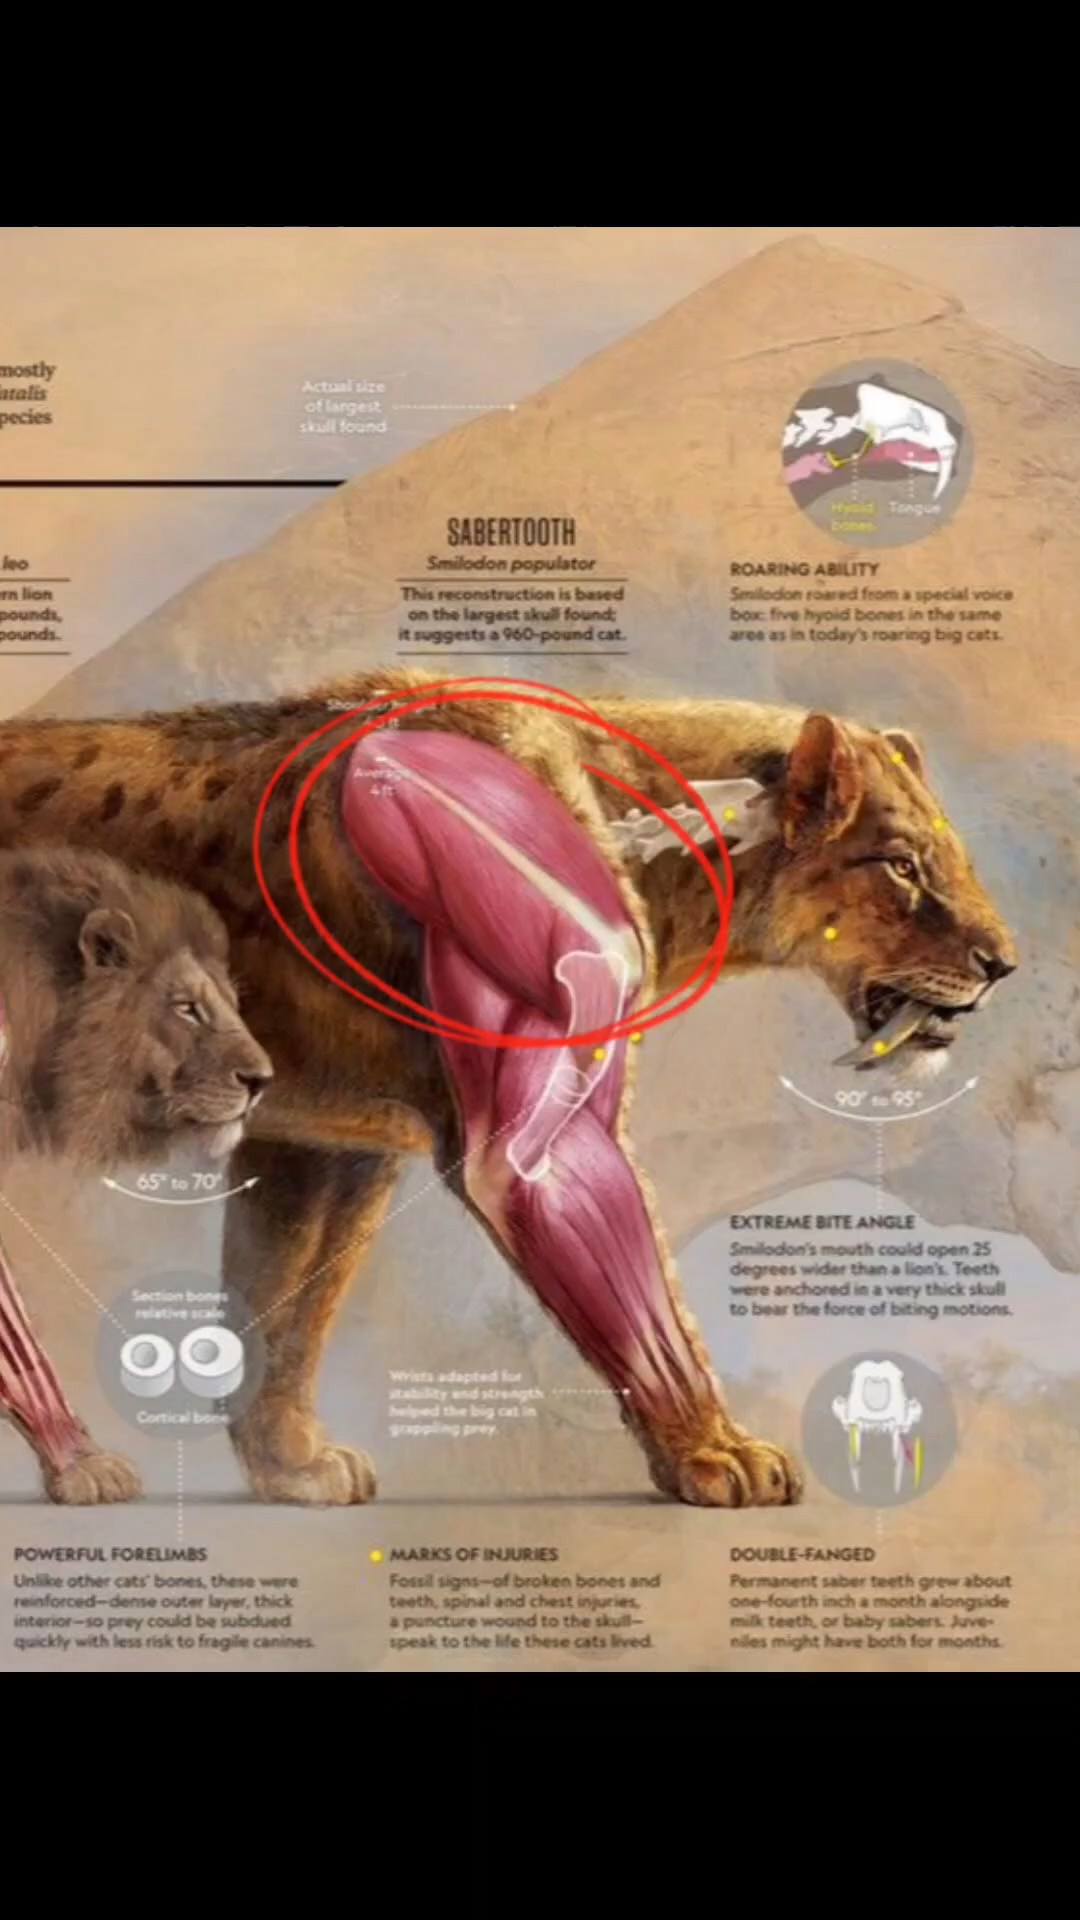 mostly
atalis
pecies
Actual size
of largest
skull found
leo
rn lion
pounds,
pounds.
SABERTOOTH
Smilodon populator
This reconstruction is based
on the largest skull found;
it suggests a 960-pound cat.
Hyoid
bones
Tongue
ROARING ABILITY
Smilodon roared from a special voice
box: five hyoid bones in the same
area as in today's roaring big cats.
Average
4 ft
65° to 70°
90° to 95°
EXTREME BITE ANGLE
Smilodon's mouth could open 25
degrees wider than a lion's. Teeth
were anchored in a very thick skull
to bear the force of biting motions.
Section bones
relative scale
Cortical bone
Wrists adapted for
stability and strength
helped the big cat in
grappling prey.
POWERFUL FORELIMBS
Unlike other cats' bones, these were
reinforced—dense outer layer, thick
interior—so prey could be subdued
quickly with less risk to fragile canines.
MARKS OF INJURIES
Fossil signs—of broken bones and
teeth, spinal and chest injuries,
a puncture wound to the skull—
speak to the life these cats lived.
DOUBLE-FANGED
Permanent saber teeth grew about
one-fourth inch a month alongside
milk teeth, or baby sabers. Juve-
niles might have both for months.